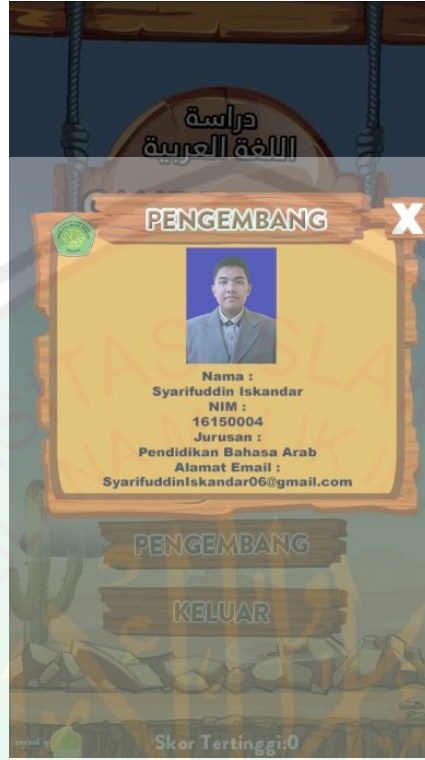 دراسة
اللغة العربية
PENGEMBANG
X
Nama :
Syarifuddin Iskandar
NIM :
16150004
Jurusan :
Pendidikan Bahasa Arab
Alamat Email :
SyarifuddinIskandar06@gmail.com
PENGEMBANG
KELUAR
Skor Tertinggi:0